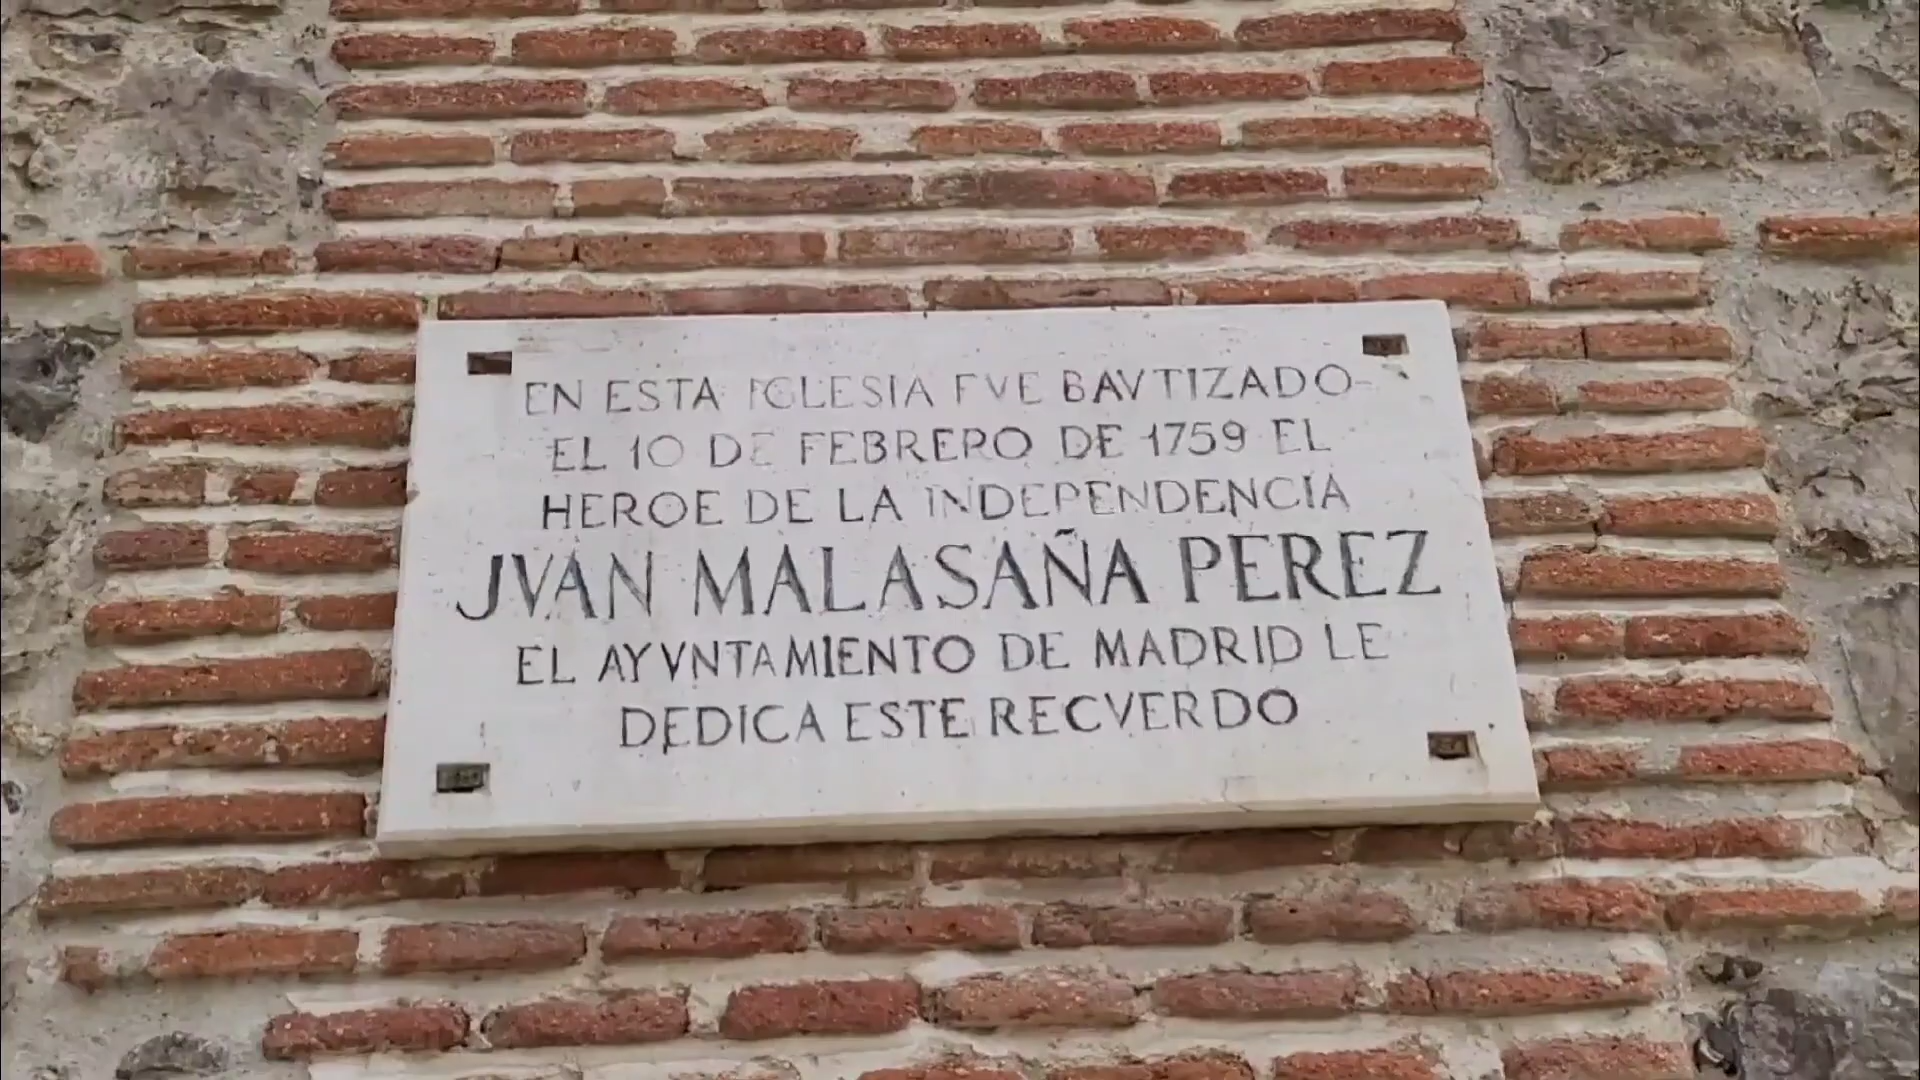 EN ESTA IGLESIA FVE BAVTIZADO
EL 10 DE FEBRERO DE 1759 EL
HEROE DE LA INDEPENDENCIA
JVAN MALASAÑA PEREZ
EL AYVNTAMIENTO DE MADRID LE
DEDICA ESTE RECVERDO